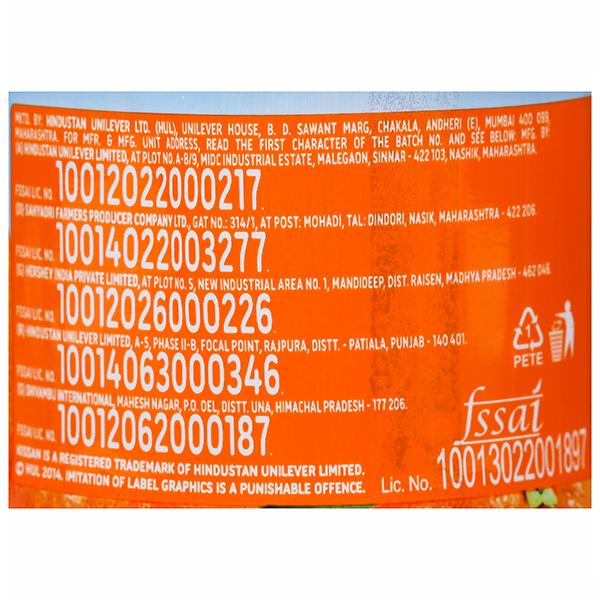 MKTD. BY: HINDUSTAN UNILEVER LTD. (HUL), UNILEVER HOUSE, B. D. SAWANT MARG, CHAKALA, ANDHERI (E), MUMBAI 400 099,
MAHARASHTRA. FOR MFR. & MFG. UNIT ADDRESS, READ THE FIRST CHARACTER OF THE BATCH NO. AND SEE BELOW: MFG. BY:
(A) HINDUSTAN UNILEVER LIMITED, AT PLOT NO. A-8/9, MIDC INDUSTRIAL ESTATE, MALEGAON, SINNAR - 422 103, NASHIK, MAHARASHTRA.
FSSAI LIC. NO. 10012022000217.
(D) SAHYADRI FARMERS PRODUCER COMPANY LTD., GAT NO.: 314/1, AT POST: MOHADI, TAL: DINDORI, NASIK, MAHARASHTRA - 422 206.
FSSAI LIC. NO. 10014022003277.
(G) HERSHEY INDIA PRIVATE LIMITED, AT PLOT NO. 5, NEW INDUSTRIAL AREA NO. 1, MANDIDEEP, DIST. RAISEN, MADHYA PRADESH - 462 046.
FSSAI LIC. NO. 10012026000226.
(R) HINDUSTAN UNILEVER LIMITED, A-5, PHASE II-B, FOCAL POINT, RAJPURA, DISTT. - PATIALA, PUNJAB - 140 401.
FSSAI LIC. NO. 10014063000346.
(S) SHIVAMBU INTERNATIONAL, MAHESH NAGAR, P.O. OEL, DISTT. UNA, HIMACHAL PRADESH - 177 206.
FSSAI LIC. NO. 10012062000187.
KISSAN IS A REGISTERED TRADEMARK OF HINDUSTAN UNILEVER LIMITED.
© HUL 2014. IMITATION OF LABEL GRAPHICS IS A PUNISHABLE OFFENCE.
1
PETE
fssai
Lic. No. 10013022001897